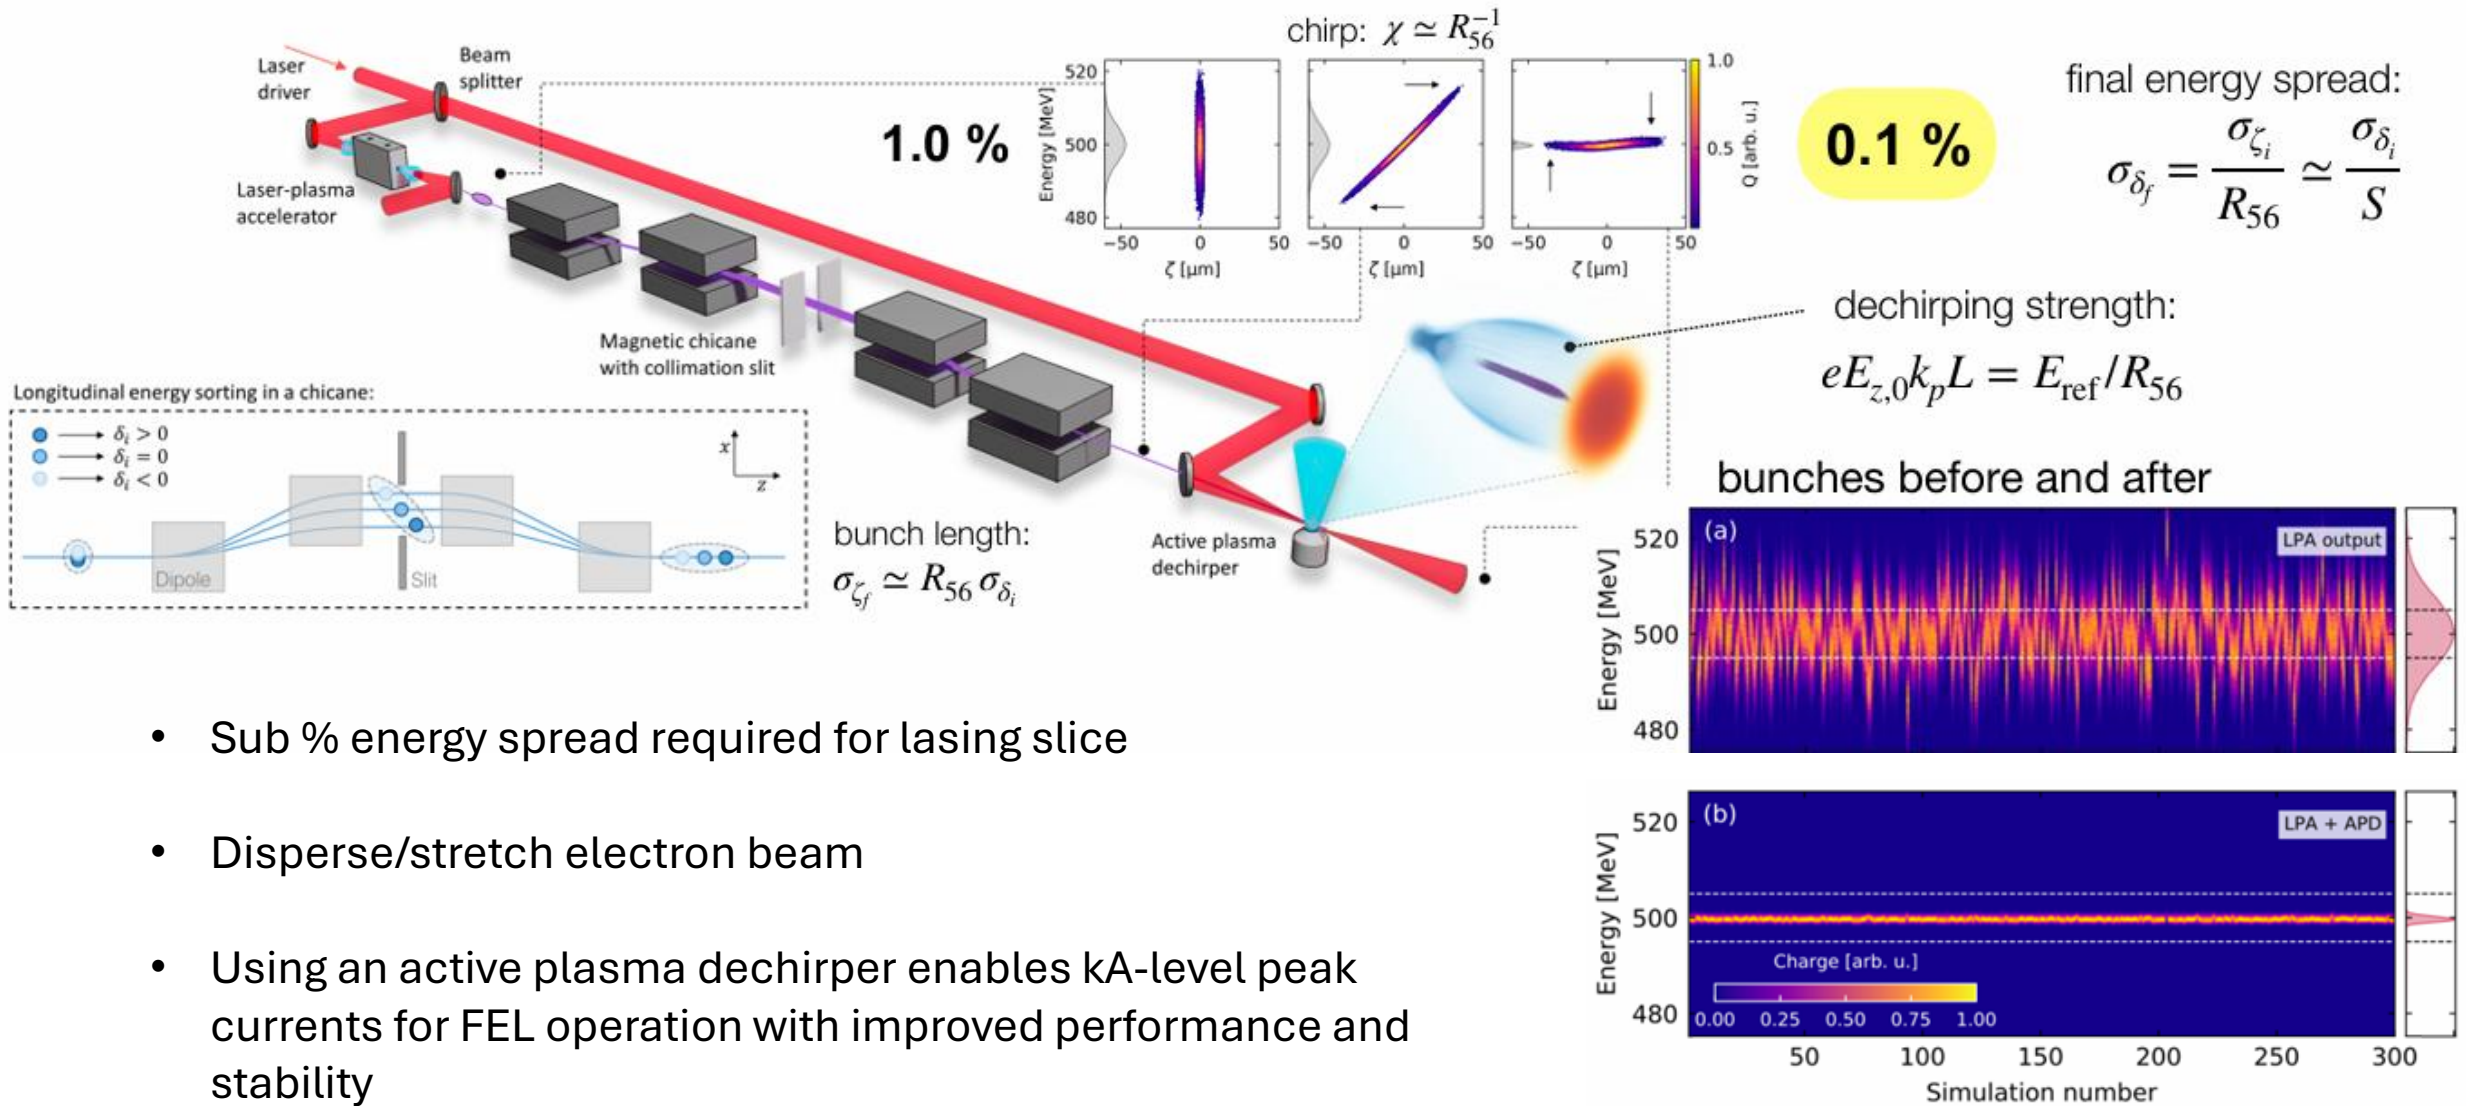 chirp: χ ≃ R₅₆⁻¹
Laser
driver
Beam
splitter
Laser-plasma
accelerator
1.0 %
Energy [MeV]
520
500
480
−50 0 50
−50 0
−50 0 50
ζ [μm]
ζ [μm]
ζ [μm]
1.0
0.5
Q [arb. u.]
0.1 %
final energy spread:
σ_δf = σ_ζi / R₅₆ ≃ σ_δi / S
Magnetic chicane
with collimation slit
dechirping strength:
eE_z,0 k_p L = E_ref/R₅₆
Longitudinal energy sorting in a chicane:
δᵢ > 0
δᵢ = 0
δᵢ < 0
x
z
Dipole
Slit
bunch length:
σ_ζf ≃ R₅₆ σ_δi
Active plasma
dechirper
bunches before and after
(a)
LPA output
Energy [MeV]
520
500
480
(b)
LPA + APD
Energy [MeV]
520
500
480
Charge [arb. u.]
0.00 0.25 0.50 0.75 1.00
50 100 150 200 250 300
Simulation number
• Sub % energy spread required for lasing slice
• Disperse/stretch electron beam
• Using an active plasma dechirper enables kA-level peak
currents for FEL operation with improved performance and
stability